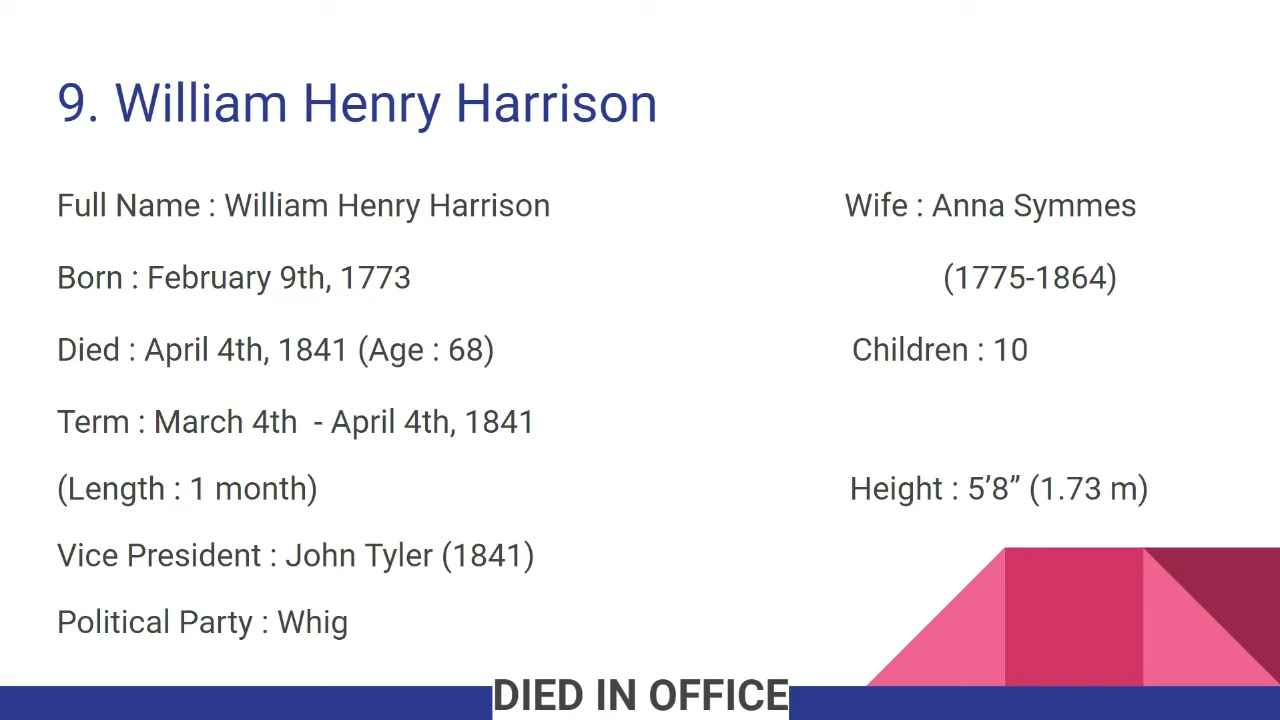 9. William Henry Harrison
Full Name : William Henry Harrison
Wife : Anna Symmes
Born : February 9th, 1773
(1775-1864)
Died : April 4th, 1841 (Age : 68)
Children : 10
Term : March 4th  - April 4th, 1841
(Length : 1 month)
Height : 5’8” (1.73 m)
Vice President : John Tyler (1841)
Political Party : Whig
DIED IN OFFICE